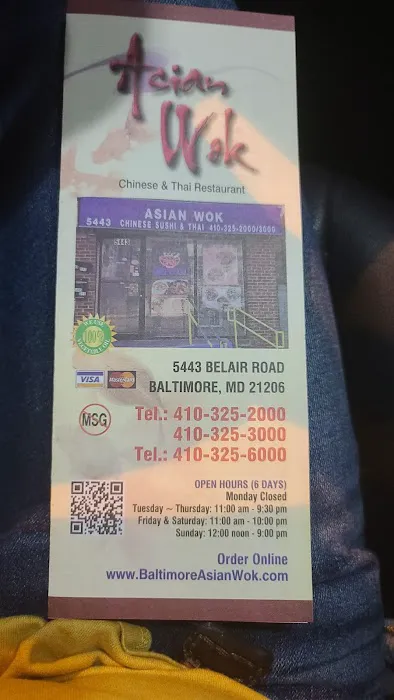 Asian
Wok
Chinese & Thai Restaurant
ASIAN WOK
5443 CHINESE SUSHI & THAI 410-325-2000/3000
5443
100%
VISA MasterCard
5443 BELAIR ROAD
BALTIMORE, MD 21206
MSG
Tel.: 410-325-2000
410-325-3000
Tel.: 410-325-6000
OPEN HOURS (6 DAYS)
Monday Closed
Tuesday ~ Thursday: 11:00 am - 9:30 pm
Friday & Saturday: 11:00 am - 10:00 pm
Sunday: 12:00 noon - 9:00 pm
Order Online
www.BaltimoreAsianWok.com